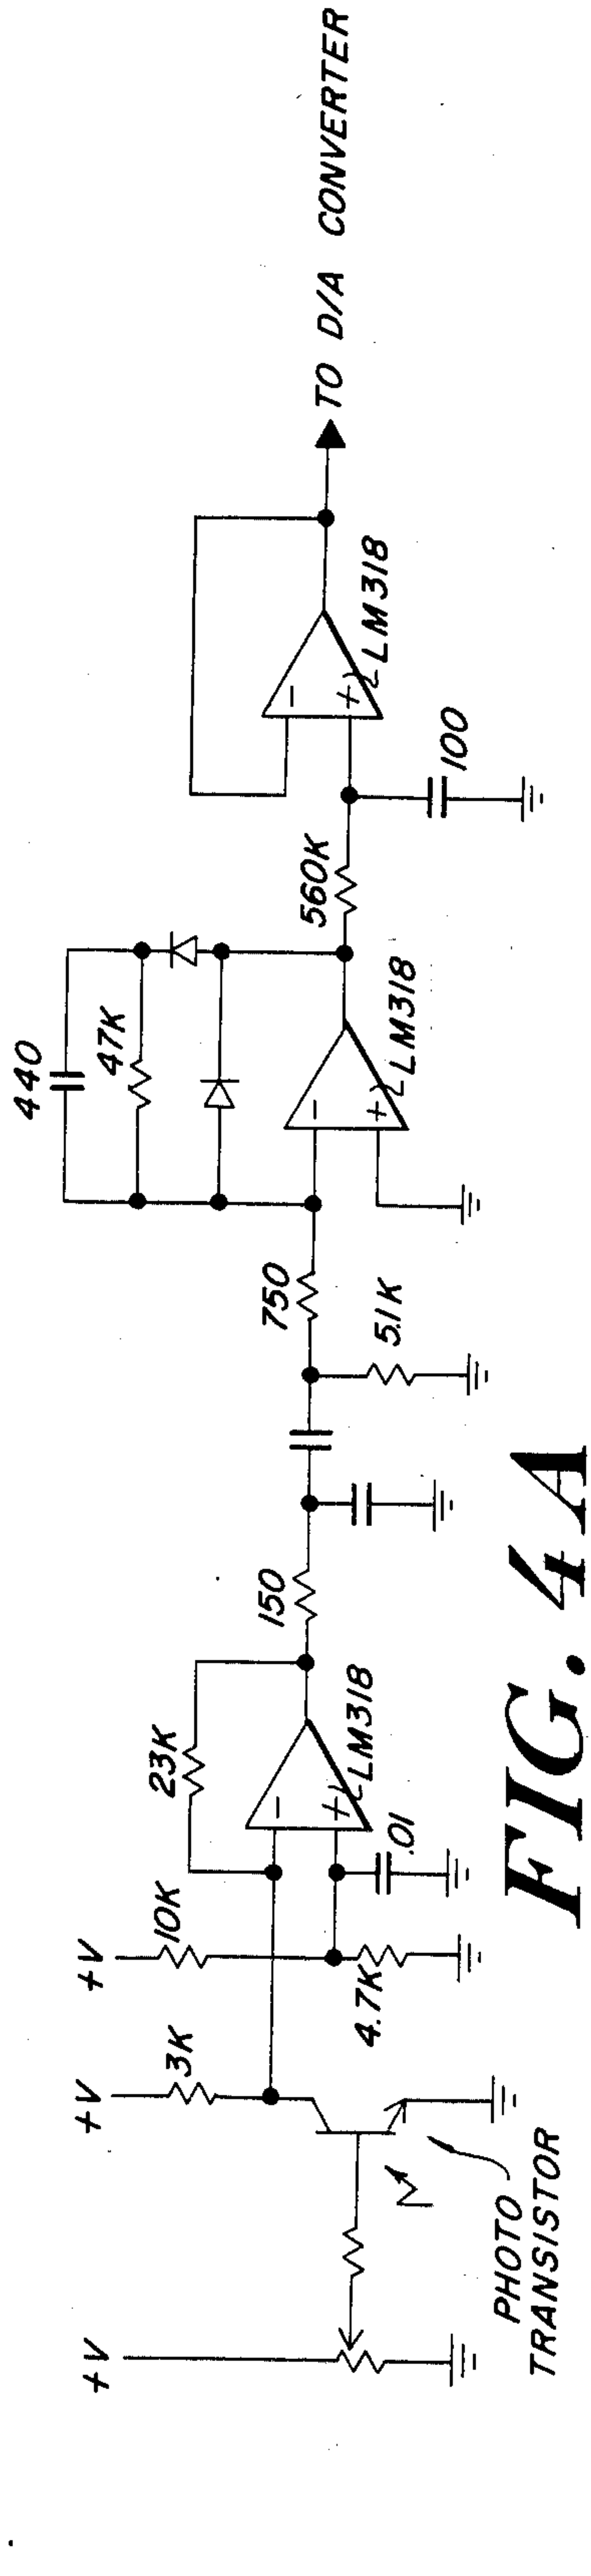 +V
+V
+V
3K
10K
23K
4.7K
.01
LM318
150
750
5.1K
440
47K
LM318
560K
100
LM318
TO D/A CONVERTER
PHOTO
TRANSISTOR
FIG. 4A